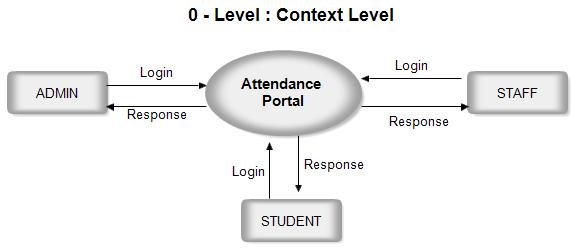 0 - Level : Context Level
Login
Login
ADMIN
Attendance
Portal
STAFF
Response
Response
Login
Response
STUDENT